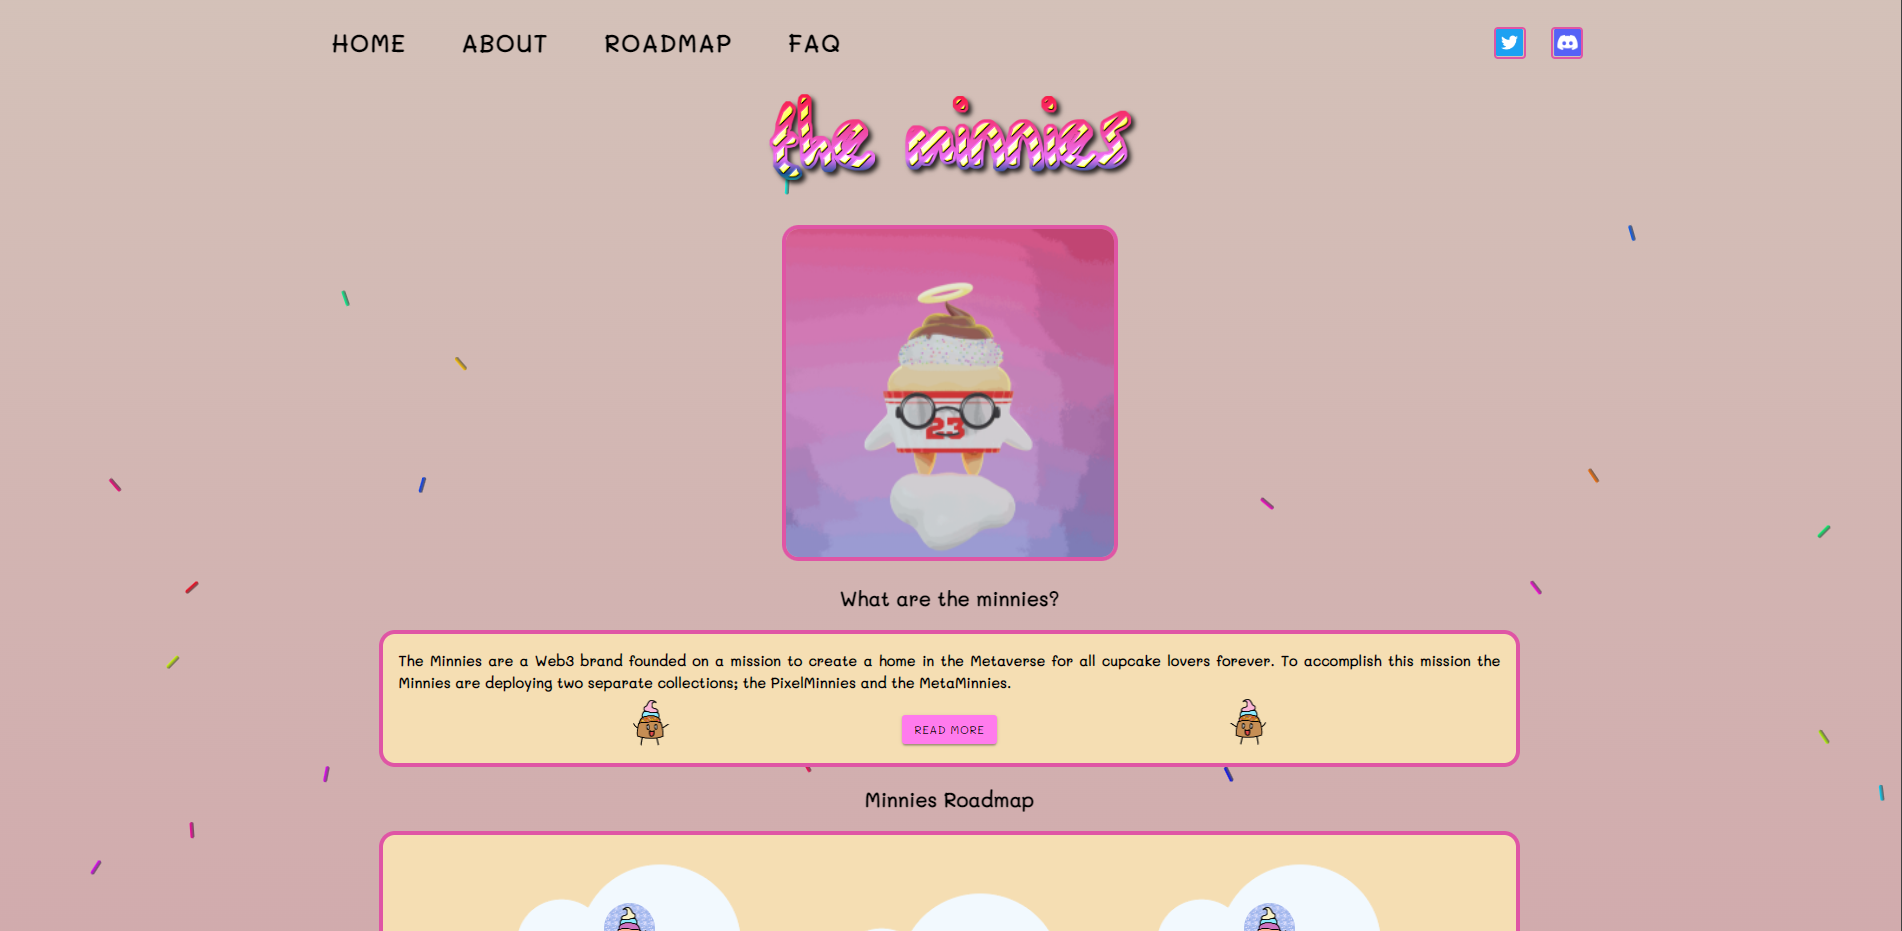 HOME ABOUT ROADMAP FAQ
the minnies
23
What are the minnies?
The Minnies are a Web3 brand founded on a mission to create a home in the Metaverse for all cupcake lovers forever. To accomplish this mission the
Minnies are deploying two separate collections; the PixelMinnies and the MetaMinnies.
READ MORE
Minnies Roadmap